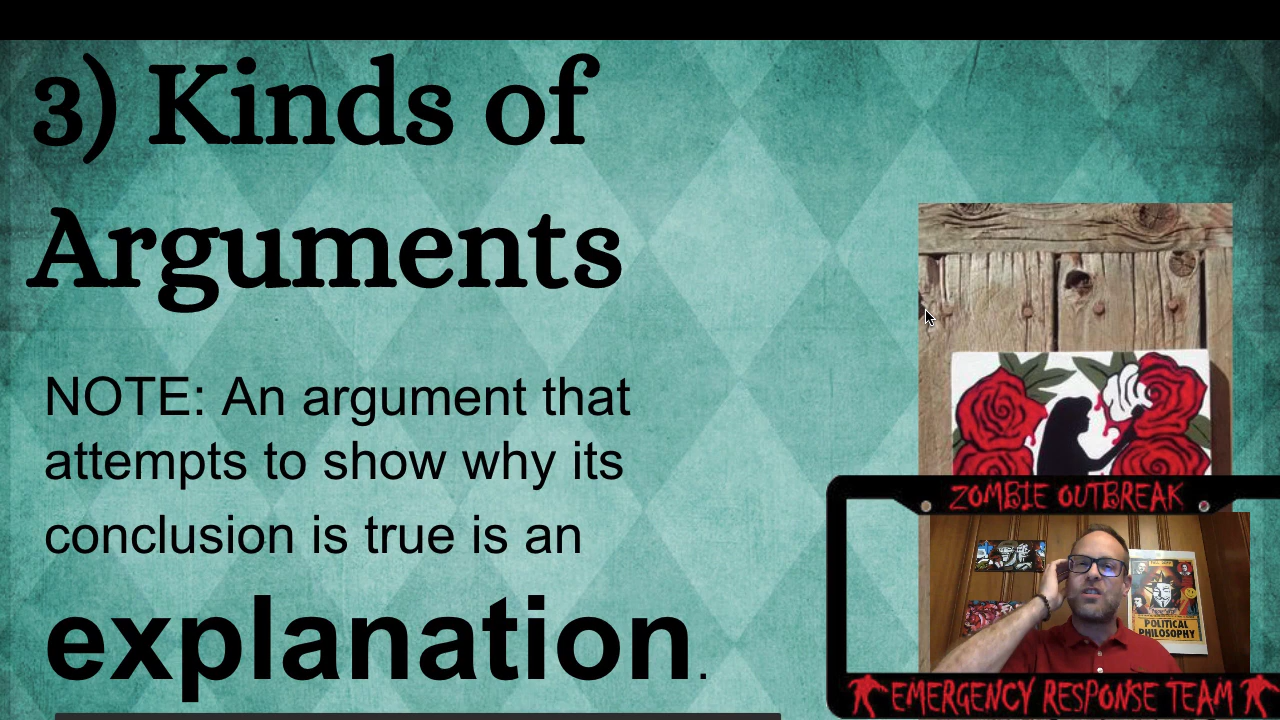 3) Kinds of
Arguments
NOTE: An argument that
attempts to show why its
conclusion is true is an
explanation.
ZOMBIE OUTBREAK
POLITICAL
PHILOSOPHY
EMERGENCY RESPONSE TEAM